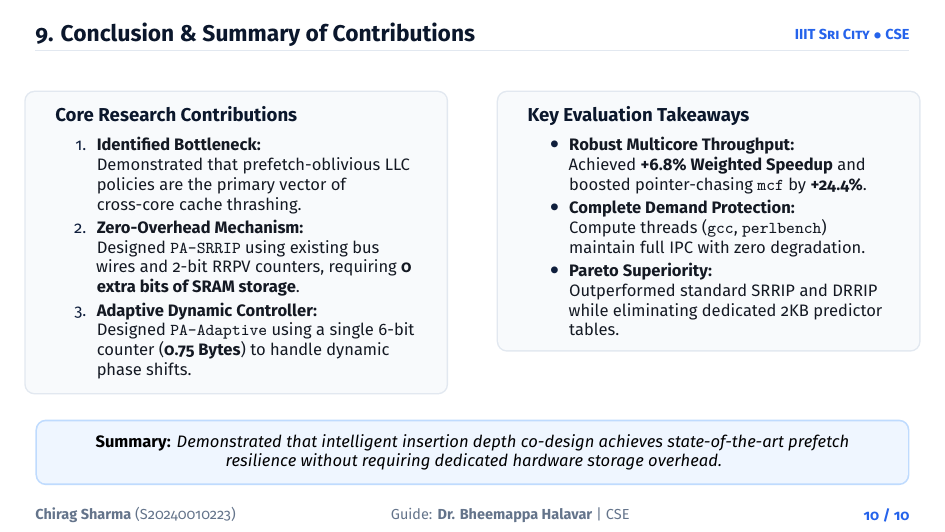 9. Conclusion & Summary of Contributions
IIIT Sri City • CSE
Core Research Contributions
1. Identified Bottleneck:
Demonstrated that prefetch-oblivious LLC
policies are the primary vector of
cross-core cache thrashing.
2. Zero-Overhead Mechanism:
Designed PA-SRRIP using existing bus
wires and 2-bit RRPV counters, requiring 0
extra bits of SRAM storage.
3. Adaptive Dynamic Controller:
Designed PA-Adaptive using a single 6-bit
counter (0.75 Bytes) to handle dynamic
phase shifts.
Key Evaluation Takeaways
• Robust Multicore Throughput:
Achieved +6.8% Weighted Speedup and
boosted pointer-chasing mcf by +24.4%.
• Complete Demand Protection:
Compute threads (gcc, perlbench)
maintain full IPC with zero degradation.
• Pareto Superiority:
Outperformed standard SRRIP and DRRIP
while eliminating dedicated 2KB predictor
tables.
Summary: Demonstrated that intelligent insertion depth co-design achieves state-of-the-art prefetch
resilience without requiring dedicated hardware storage overhead.
Chirag Sharma (S20240010223)
Guide: Dr. Bheemappa Halavar | CSE
10 / 10